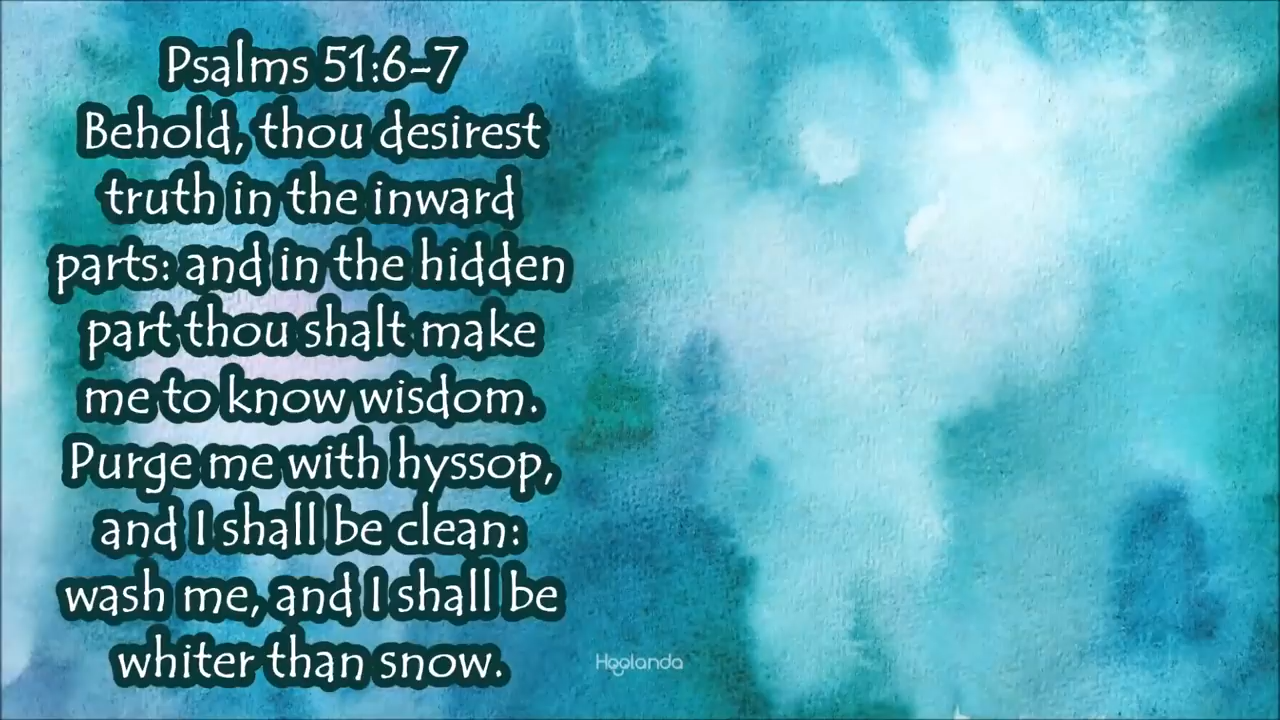 Psalms 51:6-7
Behold, thou desirest
truth in the inward
parts: and in the hidden
part thou shalt make
me to know wisdom.
Purge me with hyssop,
and I shall be clean:
wash me, and I shall be
whiter than snow.
Hoolanda